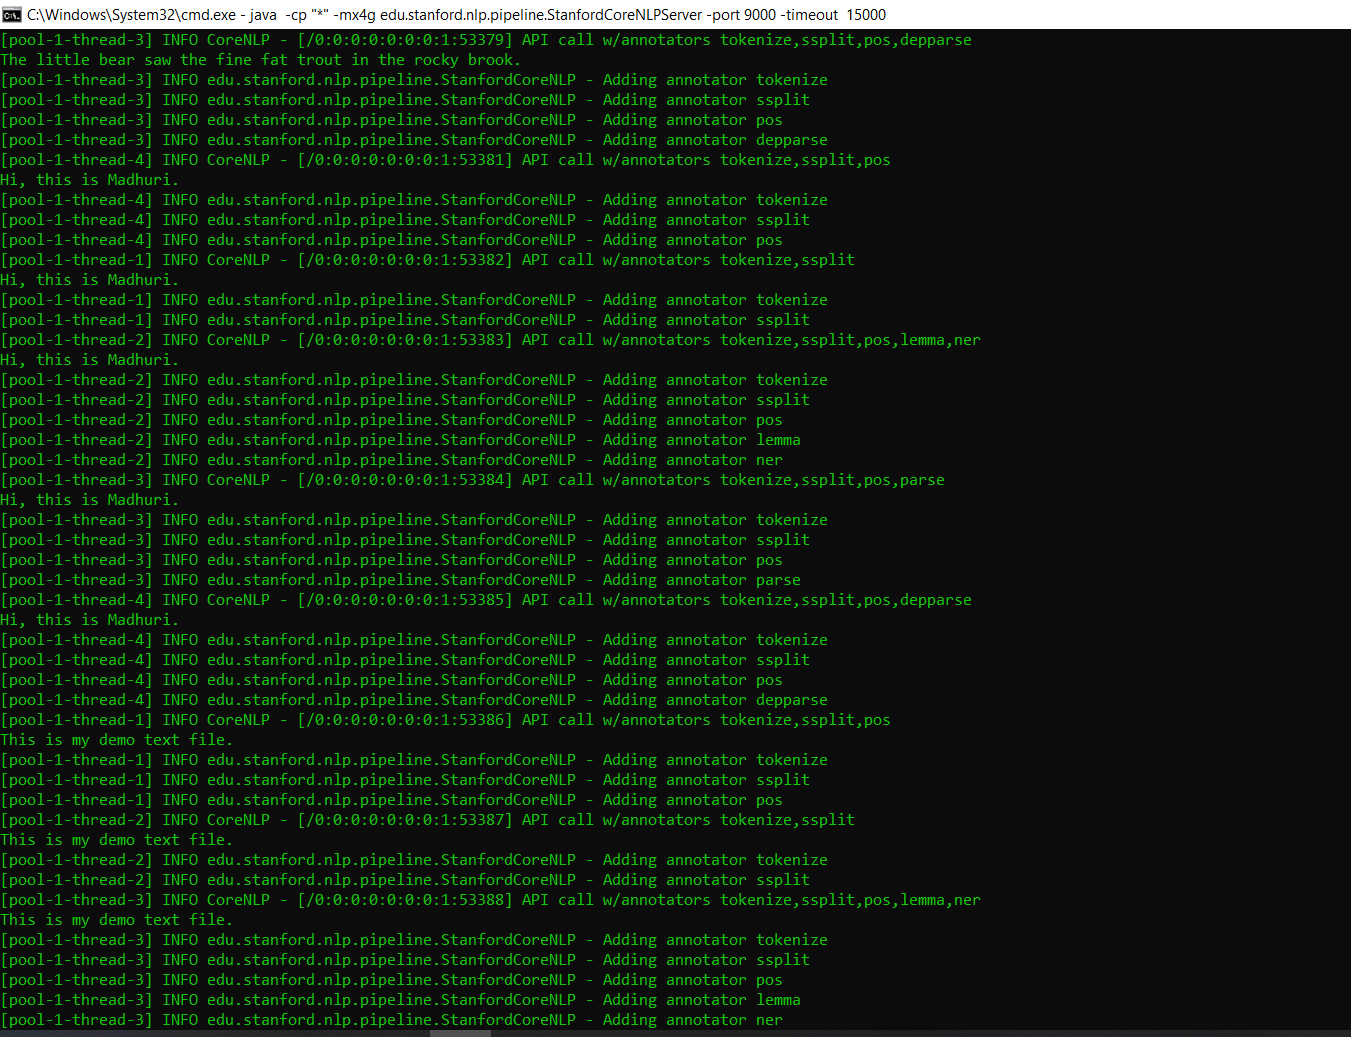 C:\Windows\System32\cmd.exe - java  -cp "*" -mx4g edu.stanford.nlp.pipeline.StanfordCoreNLPServer -port 9000 -timeout  15000
[pool-1-thread-3] INFO CoreNLP - [/0:0:0:0:0:0:0:1:53379] API call w/annotators tokenize,ssplit,pos,depparse
The little bear saw the fine fat trout in the rocky brook.
[pool-1-thread-3] INFO edu.stanford.nlp.pipeline.StanfordCoreNLP - Adding annotator tokenize
[pool-1-thread-3] INFO edu.stanford.nlp.pipeline.StanfordCoreNLP - Adding annotator ssplit
[pool-1-thread-3] INFO edu.stanford.nlp.pipeline.StanfordCoreNLP - Adding annotator pos
[pool-1-thread-3] INFO edu.stanford.nlp.pipeline.StanfordCoreNLP - Adding annotator depparse
[pool-1-thread-4] INFO CoreNLP - [/0:0:0:0:0:0:0:1:53381] API call w/annotators tokenize,ssplit,pos
Hi, this is Madhuri.
[pool-1-thread-4] INFO edu.stanford.nlp.pipeline.StanfordCoreNLP - Adding annotator tokenize
[pool-1-thread-4] INFO edu.stanford.nlp.pipeline.StanfordCoreNLP - Adding annotator ssplit
[pool-1-thread-4] INFO edu.stanford.nlp.pipeline.StanfordCoreNLP - Adding annotator pos
[pool-1-thread-1] INFO CoreNLP - [/0:0:0:0:0:0:0:1:53382] API call w/annotators tokenize,ssplit
Hi, this is Madhuri.
[pool-1-thread-1] INFO edu.stanford.nlp.pipeline.StanfordCoreNLP - Adding annotator tokenize
[pool-1-thread-1] INFO edu.stanford.nlp.pipeline.StanfordCoreNLP - Adding annotator ssplit
[pool-1-thread-2] INFO CoreNLP - [/0:0:0:0:0:0:0:1:53383] API call w/annotators tokenize,ssplit,pos,lemma,ner
Hi, this is Madhuri.
[pool-1-thread-2] INFO edu.stanford.nlp.pipeline.StanfordCoreNLP - Adding annotator tokenize
[pool-1-thread-2] INFO edu.stanford.nlp.pipeline.StanfordCoreNLP - Adding annotator ssplit
[pool-1-thread-2] INFO edu.stanford.nlp.pipeline.StanfordCoreNLP - Adding annotator pos
[pool-1-thread-2] INFO edu.stanford.nlp.pipeline.StanfordCoreNLP - Adding annotator lemma
[pool-1-thread-2] INFO edu.stanford.nlp.pipeline.StanfordCoreNLP - Adding annotator ner
[pool-1-thread-3] INFO CoreNLP - [/0:0:0:0:0:0:0:1:53384] API call w/annotators tokenize,ssplit,pos,parse
Hi, this is Madhuri.
[pool-1-thread-3] INFO edu.stanford.nlp.pipeline.StanfordCoreNLP - Adding annotator tokenize
[pool-1-thread-3] INFO edu.stanford.nlp.pipeline.StanfordCoreNLP - Adding annotator ssplit
[pool-1-thread-3] INFO edu.stanford.nlp.pipeline.StanfordCoreNLP - Adding annotator pos
[pool-1-thread-3] INFO edu.stanford.nlp.pipeline.StanfordCoreNLP - Adding annotator parse
[pool-1-thread-4] INFO CoreNLP - [/0:0:0:0:0:0:0:1:53385] API call w/annotators tokenize,ssplit,pos,depparse
Hi, this is Madhuri.
[pool-1-thread-4] INFO edu.stanford.nlp.pipeline.StanfordCoreNLP - Adding annotator tokenize
[pool-1-thread-4] INFO edu.stanford.nlp.pipeline.StanfordCoreNLP - Adding annotator ssplit
[pool-1-thread-4] INFO edu.stanford.nlp.pipeline.StanfordCoreNLP - Adding annotator pos
[pool-1-thread-4] INFO edu.stanford.nlp.pipeline.StanfordCoreNLP - Adding annotator depparse
[pool-1-thread-1] INFO CoreNLP - [/0:0:0:0:0:0:0:1:53386] API call w/annotators tokenize,ssplit,pos
This is my demo text file.
[pool-1-thread-1] INFO edu.stanford.nlp.pipeline.StanfordCoreNLP - Adding annotator tokenize
[pool-1-thread-1] INFO edu.stanford.nlp.pipeline.StanfordCoreNLP - Adding annotator ssplit
[pool-1-thread-1] INFO edu.stanford.nlp.pipeline.StanfordCoreNLP - Adding annotator pos
[pool-1-thread-2] INFO CoreNLP - [/0:0:0:0:0:0:0:1:53387] API call w/annotators tokenize,ssplit
This is my demo text file.
[pool-1-thread-2] INFO edu.stanford.nlp.pipeline.StanfordCoreNLP - Adding annotator tokenize
[pool-1-thread-2] INFO edu.stanford.nlp.pipeline.StanfordCoreNLP - Adding annotator ssplit
[pool-1-thread-3] INFO CoreNLP - [/0:0:0:0:0:0:0:1:53388] API call w/annotators tokenize,ssplit,pos,lemma,ner
This is my demo text file.
[pool-1-thread-3] INFO edu.stanford.nlp.pipeline.StanfordCoreNLP - Adding annotator tokenize
[pool-1-thread-3] INFO edu.stanford.nlp.pipeline.StanfordCoreNLP - Adding annotator ssplit
[pool-1-thread-3] INFO edu.stanford.nlp.pipeline.StanfordCoreNLP - Adding annotator pos
[pool-1-thread-3] INFO edu.stanford.nlp.pipeline.StanfordCoreNLP - Adding annotator lemma
[pool-1-thread-3] INFO edu.stanford.nlp.pipeline.StanfordCoreNLP - Adding annotator ner